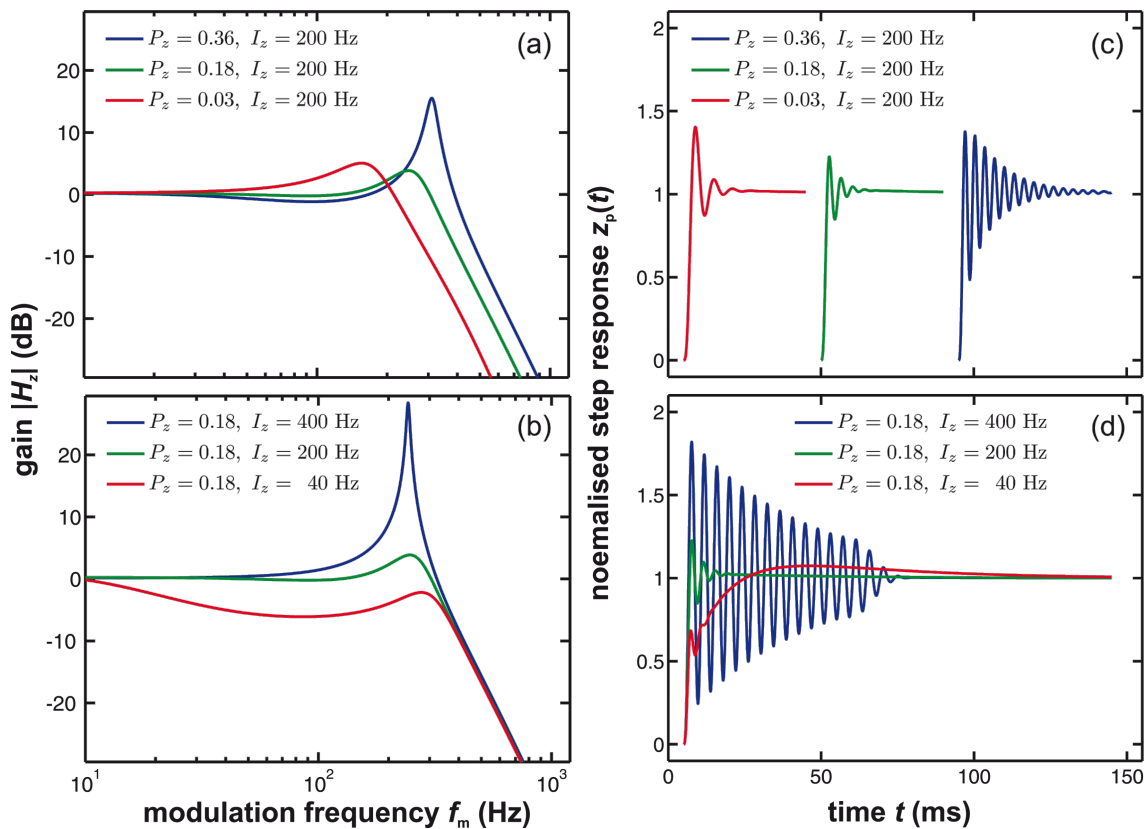 gain |H_z| (dB)
20
10
0
-10
-20
P_z = 0.36, I_z = 200 Hz
P_z = 0.18, I_z = 200 Hz
P_z = 0.03, I_z = 200 Hz
(a)
20
10
0
-10
-20
P_z = 0.18, I_z = 400 Hz
P_z = 0.18, I_z = 200 Hz
P_z = 0.18, I_z = 40 Hz
(b)
10^1
10^2
10^3
modulation frequency f_m (Hz)
noemalised step response z_p(t)
2
1.5
1
0.5
0
P_z = 0.36, I_z = 200 Hz
P_z = 0.18, I_z = 200 Hz
P_z = 0.03, I_z = 200 Hz
(c)
2
1.5
1
0.5
0
P_z = 0.18, I_z = 400 Hz
P_z = 0.18, I_z = 200 Hz
P_z = 0.18, I_z = 40 Hz
(d)
0
50
100
150
time t (ms)